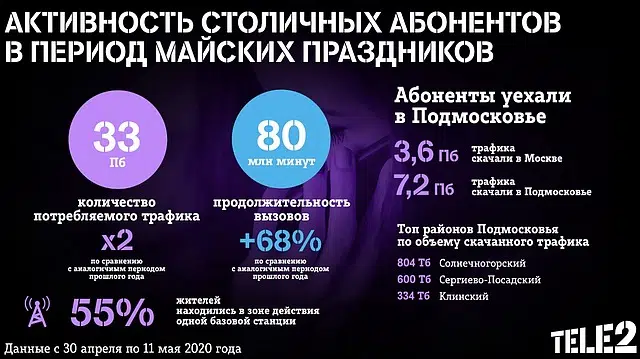 АКТИВНОСТЬ СТОЛИЧНЫХ АБОНЕНТОВ
В ПЕРИОД МАЙСКИХ ПРАЗДНИКОВ
33
Пб
количество
потребляемого трафика
x2
по сравнению
с аналогичным периодом
прошлого года
80
млн минут
продолжительность
вызовов
+68%
по сравнению
с аналогичным периодом
прошлого года
55%
жителей
находились в зоне действия
одной базовой станции
Абоненты уехали
в Подмосковье
3,6 Пб
трафика
скачали в Москве
7,2 Пб
трафика
скачали в Подмосковье
Топ районов Подмосковья
по объему скачанного трафика
804 Тб Солнечногорский
600 Тб Сергиево-Посадский
334 Тб Клинский
Данные с 30 апреля по 11 мая 2020 года
TELE2